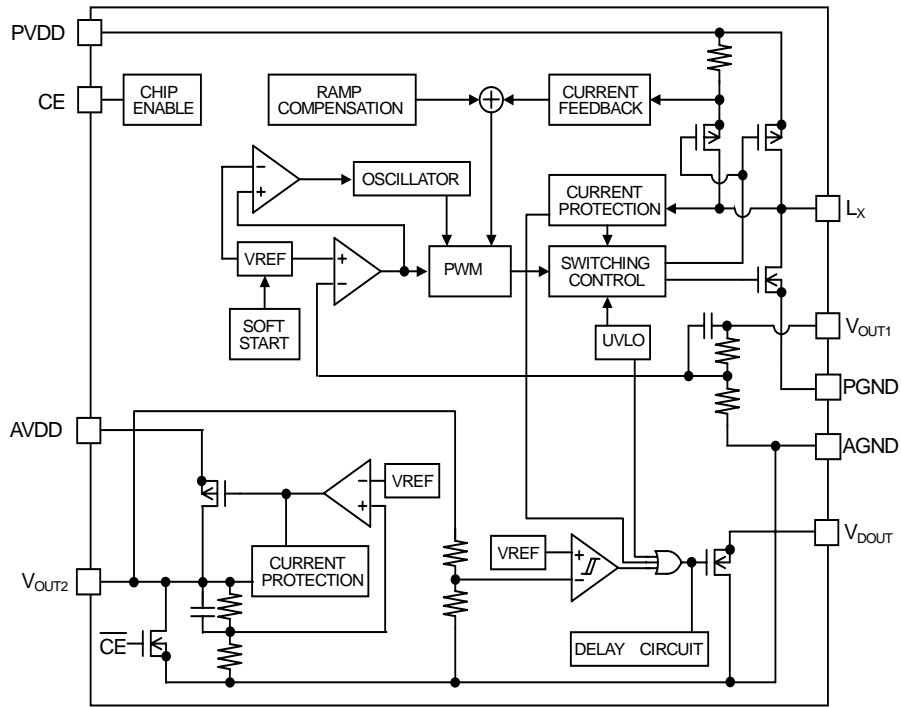 PVDD
CE
CHIP
ENABLE
RAMP
COMPENSATION
+
CURRENT
FEEDBACK
−
+
OSCILLATOR
CURRENT
PROTECTION
LX
VREF
+
−
PWM
SWITCHING
CONTROL
SOFT
START
UVLO
VOUT1
PGND
AVDD
AGND
−
+
VREF
VREF
+
−
VDOUT
CURRENT
PROTECTION
VOUT2
CE
DELAY CIRCUIT